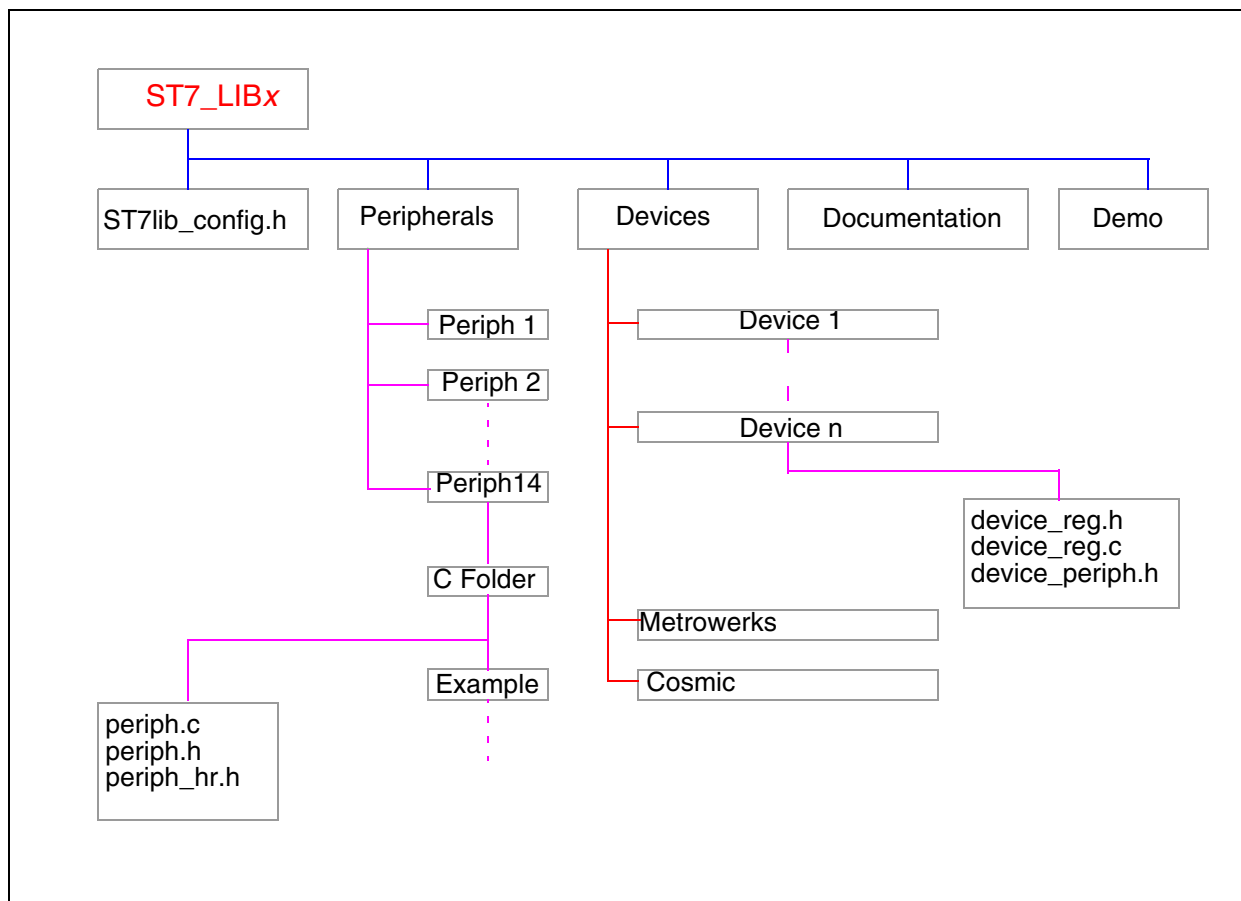 ST7_LIBx
ST7lib_config.h
Peripherals
Devices
Documentation
Demo
Periph 1
Periph 2
Periph14
C Folder
Example
periph.c
periph.h
periph_hr.h
Device 1
Device n
device_reg.h
device_reg.c
device_periph.h
Metrowerks
Cosmic